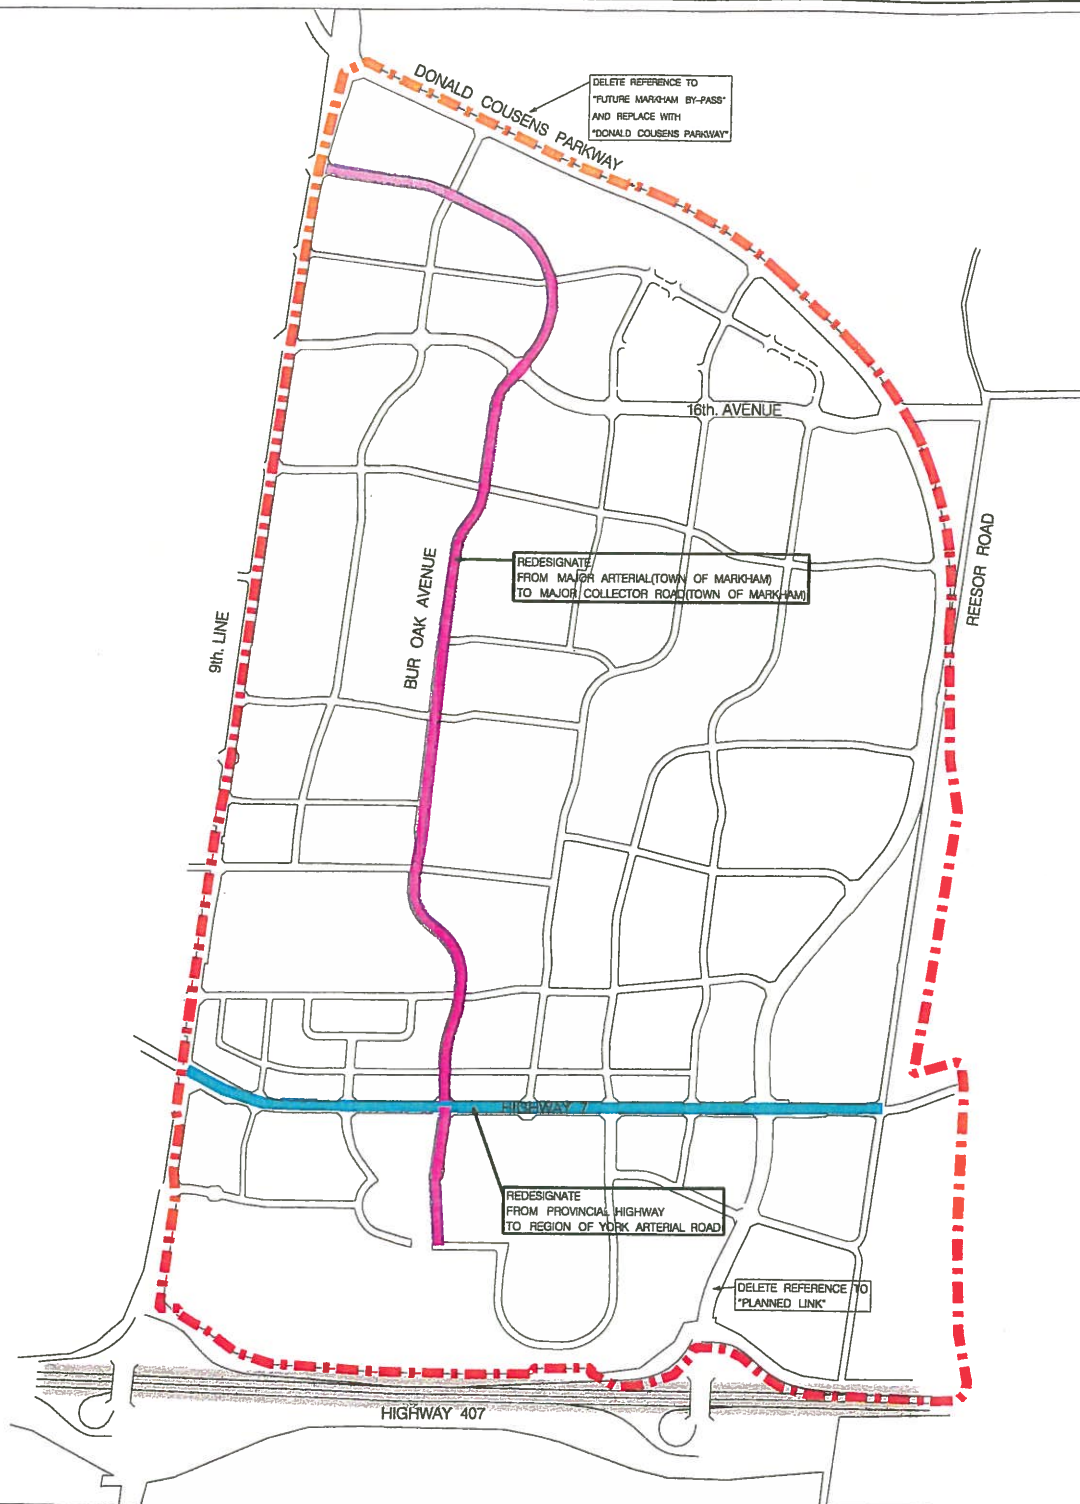 DONALD COUSENS PARKWAY
DELETE REFERENCE TO
"FUTURE MARKHAM BY-PASS"
AND REPLACE WITH
"DONALD COUSENS PARKWAY"
16th. AVENUE
REESOR ROAD
REDESIGNATE
FROM MAJOR ARTERIAL(TOWN OF MARKHAM)
TO MAJOR COLLECTOR ROAD(TOWN OF MARKHAM)
BUR OAK AVENUE
9th. LINE
HIGHWAY 7
REDESIGNATE
FROM PROVINCIAL HIGHWAY
TO REGION OF YORK ARTERIAL ROAD
DELETE REFERENCE TO
"PLANNED LINK"
HIGHWAY 407